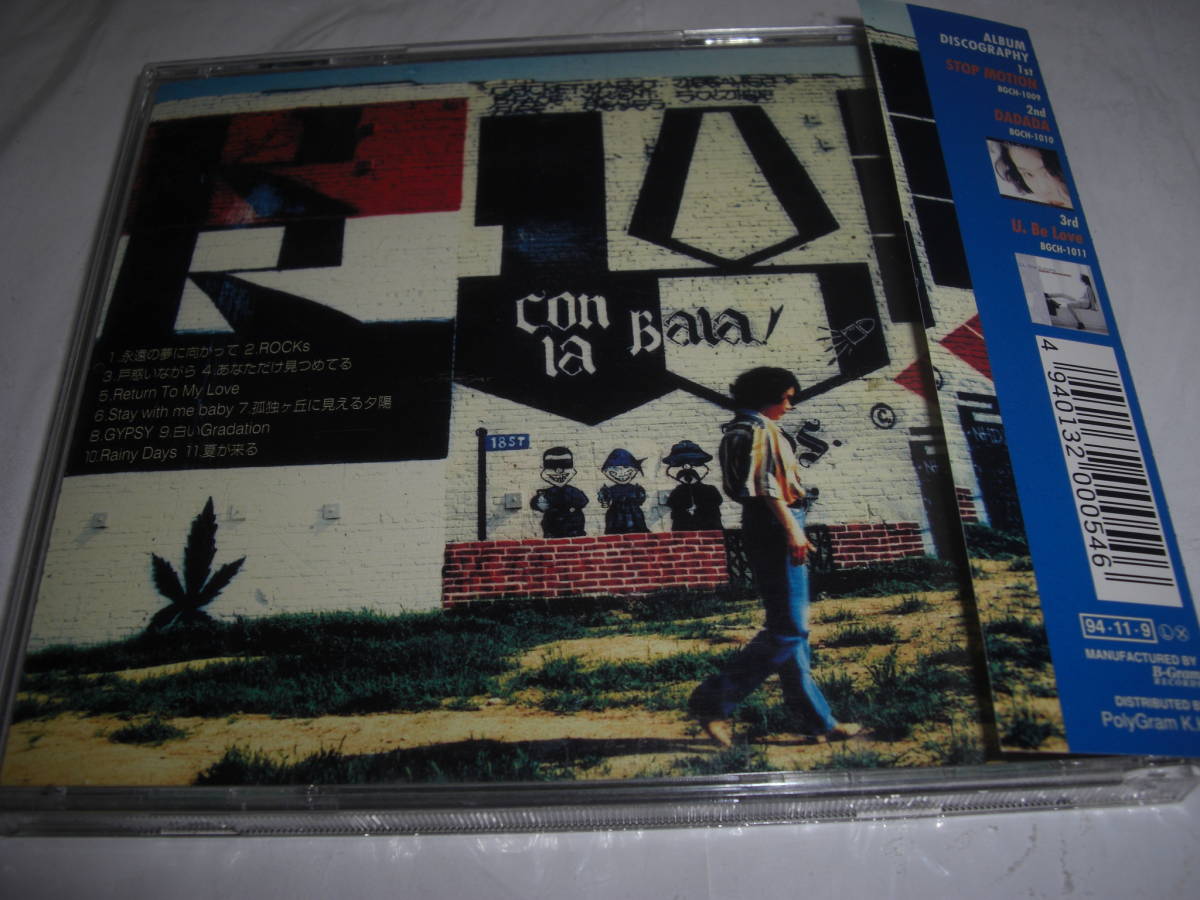 1.永遠の夢に向かって 2.ROCKs
3.戸惑いながら 4.あなただけ見つめてる
5.Return To My Love
6.Stay with me baby 7.孤独ヶ丘に見える夕陽
8.GYPSY 9.白いGradation
10.Rainy Days 11.夏が来る
con
la Baia!
18ST
©
S.
ALBUM
DISCOGRAPHY
1st
STOP MOTION
BGCH-1009
2nd
DADADA
BGCH-1010
3rd
U. Be Love
BGCH-1011
4 940132 000546
94・11・9
MANUFACTURED BY
B-Gram
RECORDS
DISTRIBUTED
PolyGram K